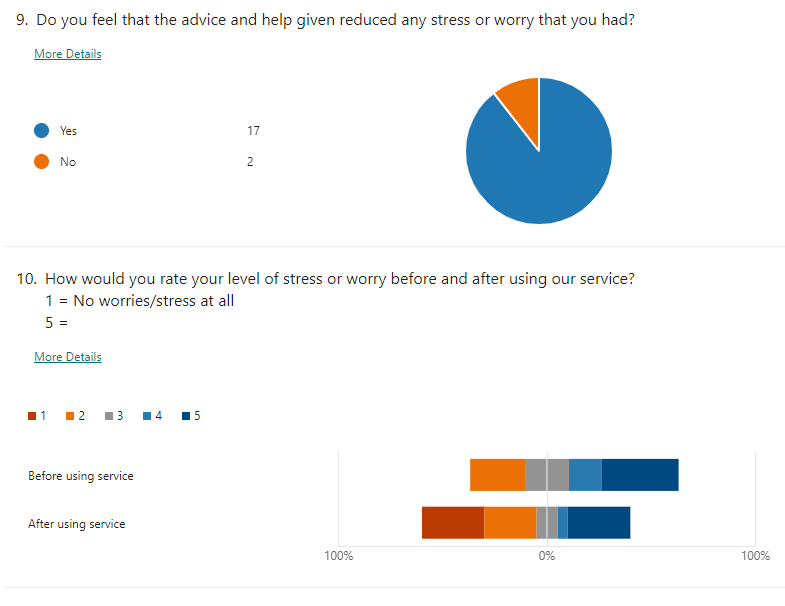 9. Do you feel that the advice and help given reduced any stress or worry that you had?
More Details
Yes 17
No 2
10. How would you rate your level of stress or worry before and after using our service?
1 = No worries/stress at all
5 =
More Details
1 2 3 4 5
Before using service
After using service
100% 0% 100%